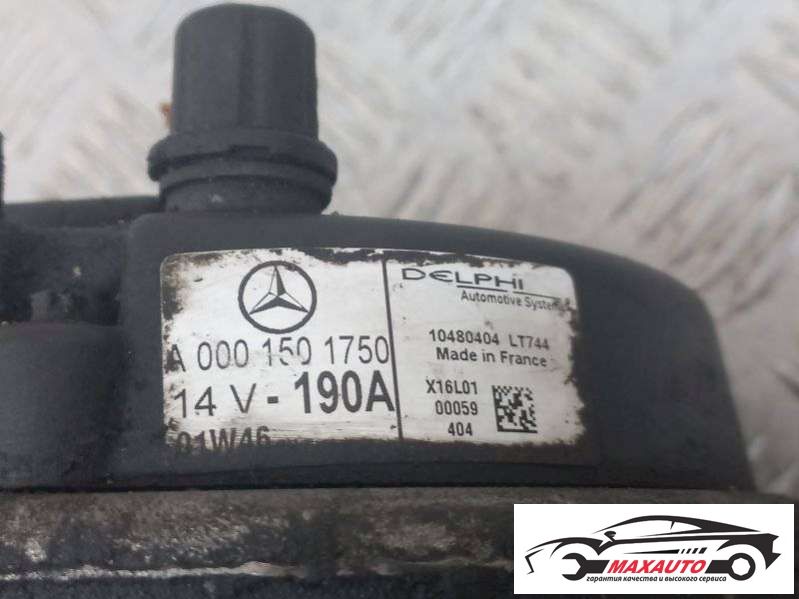 A 000 150 1750
14 V - 190A
01W46
DELPHI
Automotive Systems
10480404 LT744
Made in France
X16L01
00059
404
MAXAUTO
гарантия качества и высокого сервиса